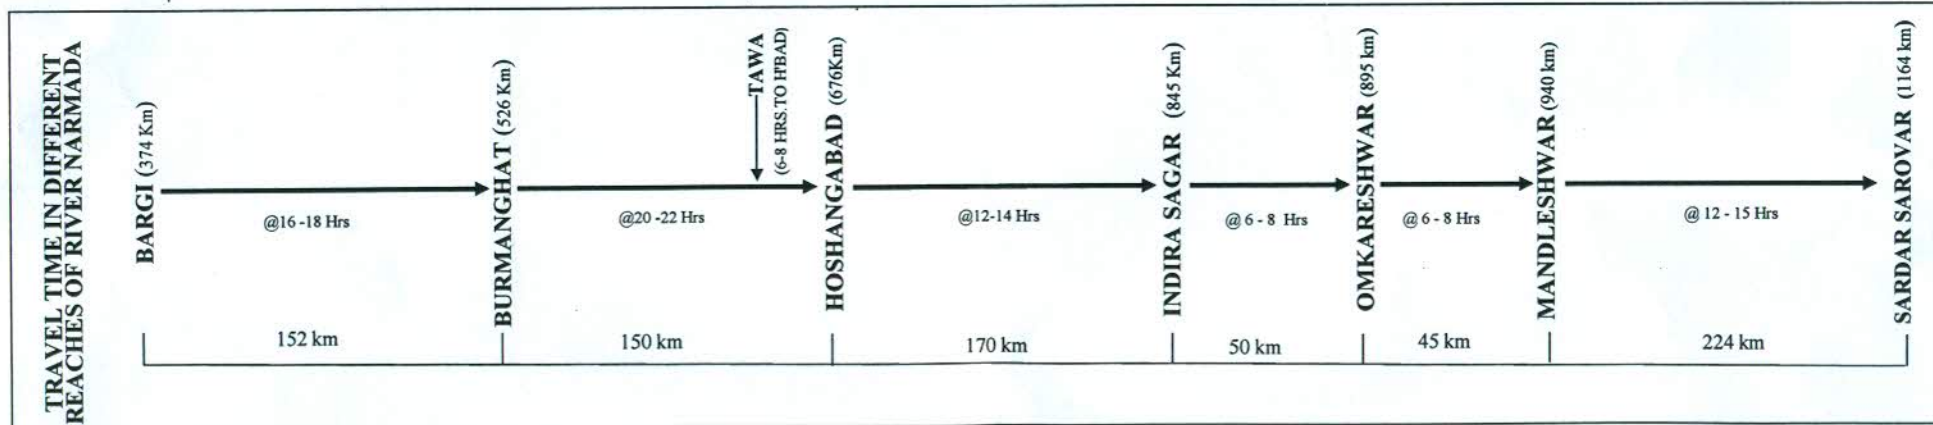 TRAVEL TIME IN DIFFERENT
REACHES OF RIVER NARMADA
BARGI (374 Km)
@16 -18 Hrs
BURMANGHAT (526 Km)
@20 -22 Hrs
TAWA
(6-8 HRS.TO H'BAD)
HOSHANGABAD (676Km)
@12-14 Hrs
INDIRA SAGAR (845 Km)
@ 6 - 8 Hrs
OMKARESHWAR (895 km)
@ 6 - 8 Hrs
MANDLESHWAR (940 km)
@ 12 - 15 Hrs
SARDAR SAROVAR (1164 km)
152 km
150 km
170 km
50 km
45 km
224 km